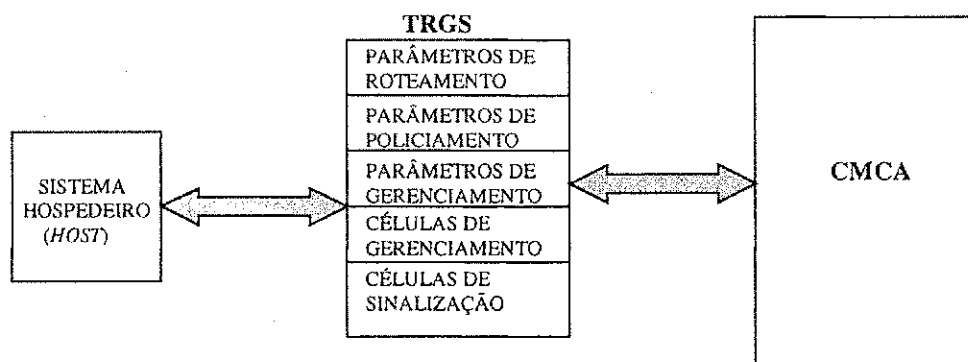 TRGS
PARÂMETROS DE
ROTEAMENTO
PARÂMETROS DE
POLICIAMENTO
PARÂMETROS DE
GERENCIAMENTO
CÉLULAS DE
GERENCIAMENTO
CÉLULAS DE
SINALIZAÇÃO
SISTEMA
HOSPEDEIRO
(HOST)
CMCA